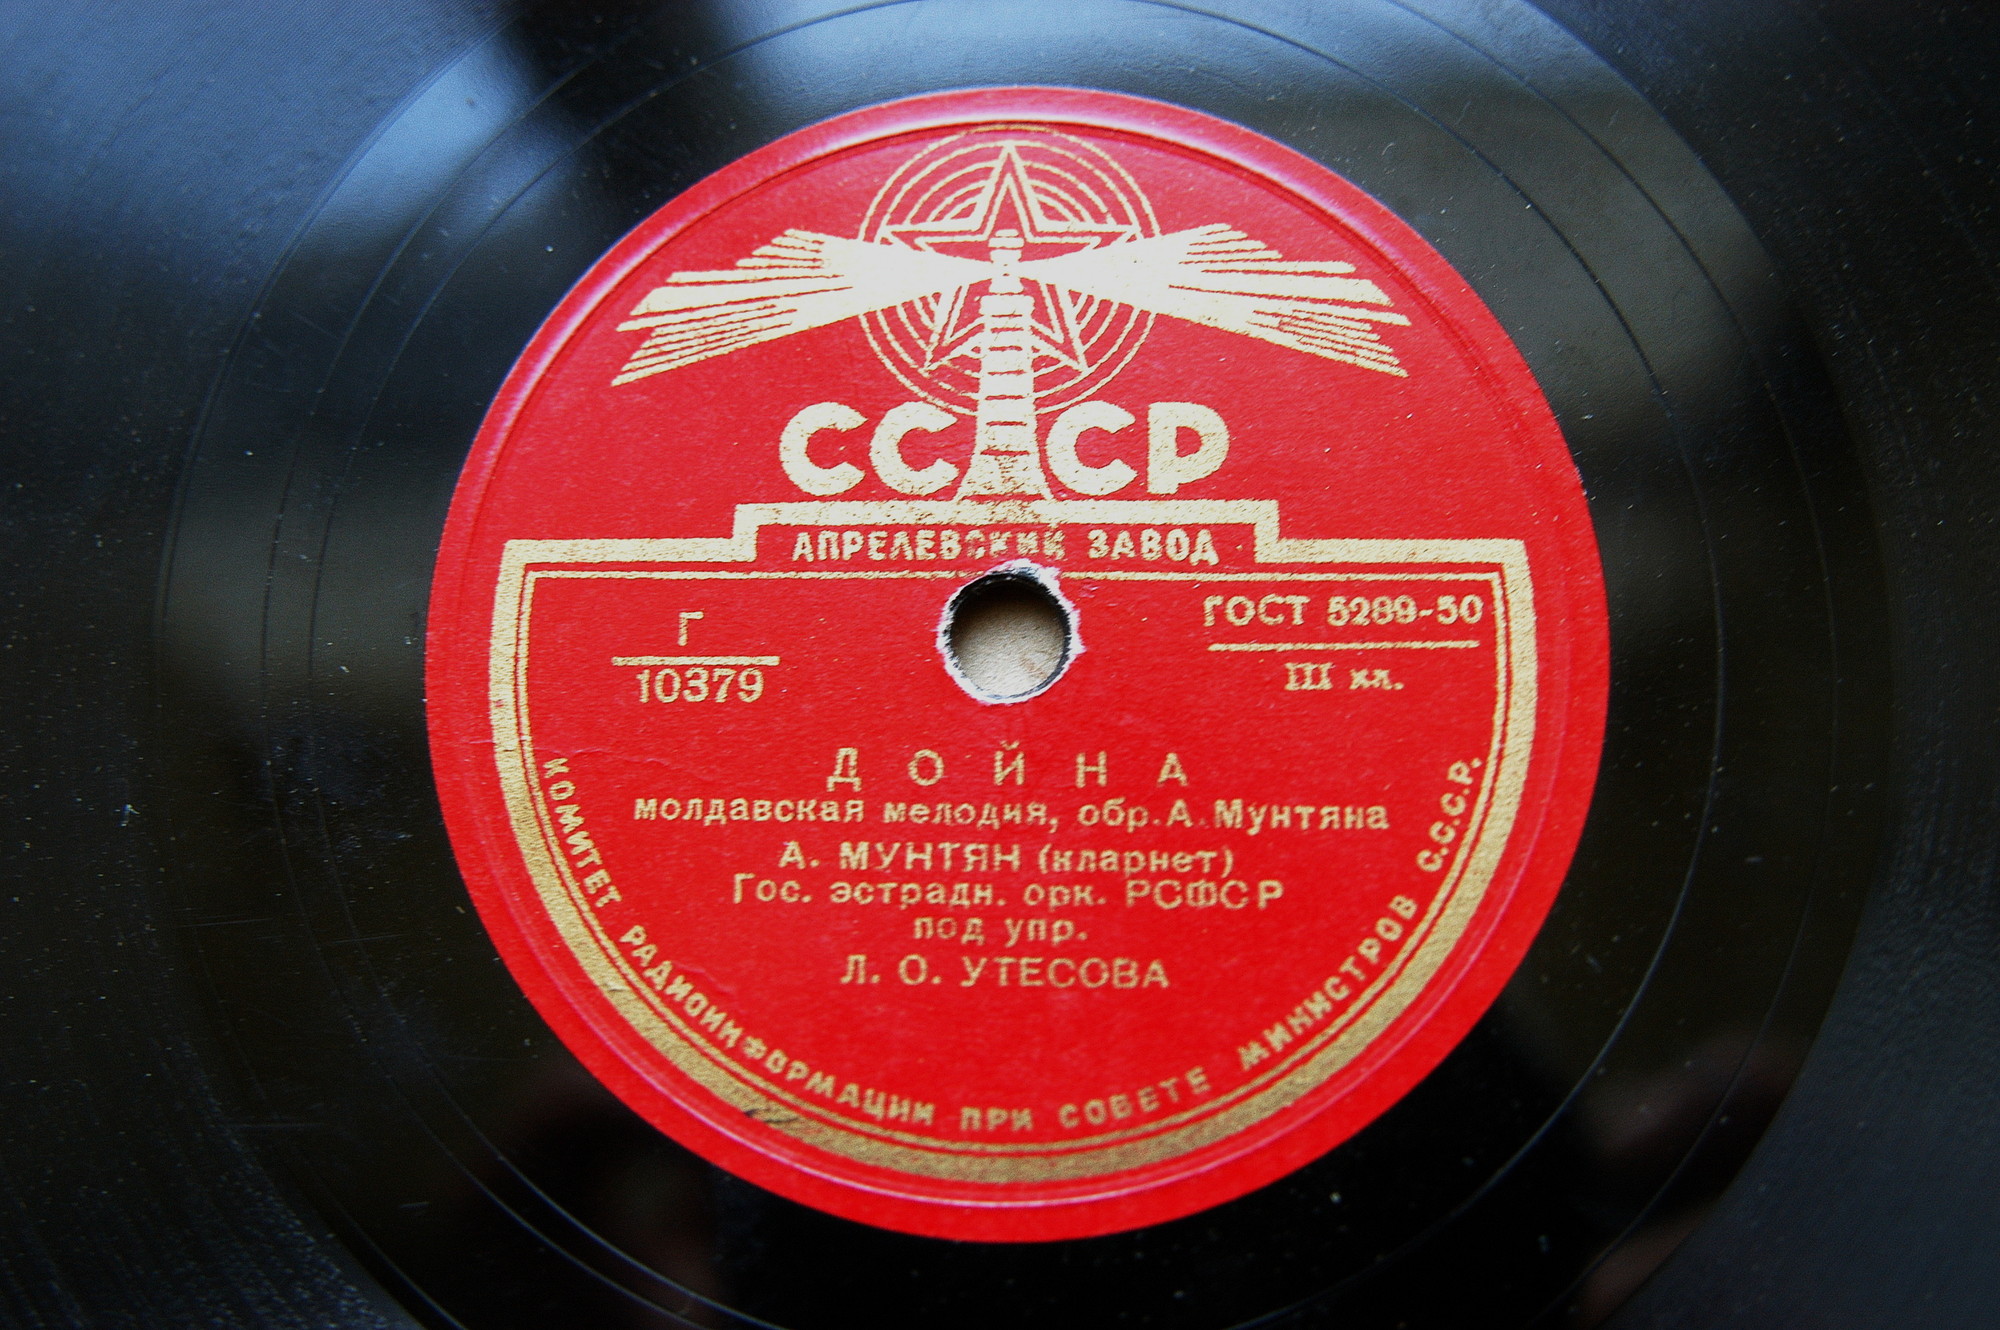 СССР
АПРЕЛЕВСКИЙ ЗАВОД
Г
10379
ГОСТ 5289-50
III кл.
ДОЙНА
молдавская мелодия, обр. А. Мунтяна
А. МУНТЯН (кларнет)
Гос. эстрадн. орк. РСФСР
под упр.
Л. О. УТЕСОВА
КОМИТЕТ РАДИОИНФОРМАЦИИ ПРИ СОВЕТЕ МИНИСТРОВ С.С.С.Р.